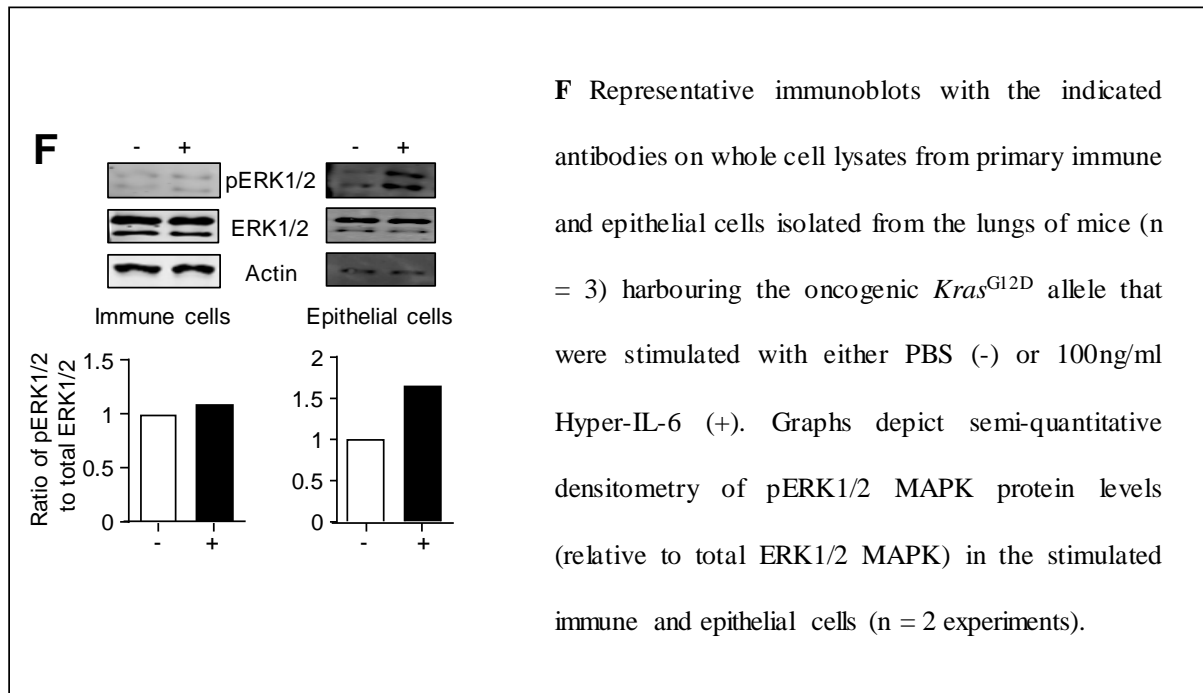 F
- +
- +
pERK1/2
ERK1/2
Actin
Immune cells
Epithelial cells
Ratio of pERK1/2
to total ERK1/2
1.5
1
0.5
0
- +
2
1.5
1
0.5
0
- +
F Representative immunoblots with the indicated
antibodies on whole cell lysates from primary immune
and epithelial cells isolated from the lungs of mice (n
= 3) harbouring the oncogenic Kras^G12D allele that
were stimulated with either PBS (-) or 100ng/ml
Hyper-IL-6 (+). Graphs depict semi-quantitative
densitometry of pERK1/2 MAPK protein levels
(relative to total ERK1/2 MAPK) in the stimulated
immune and epithelial cells (n = 2 experiments).